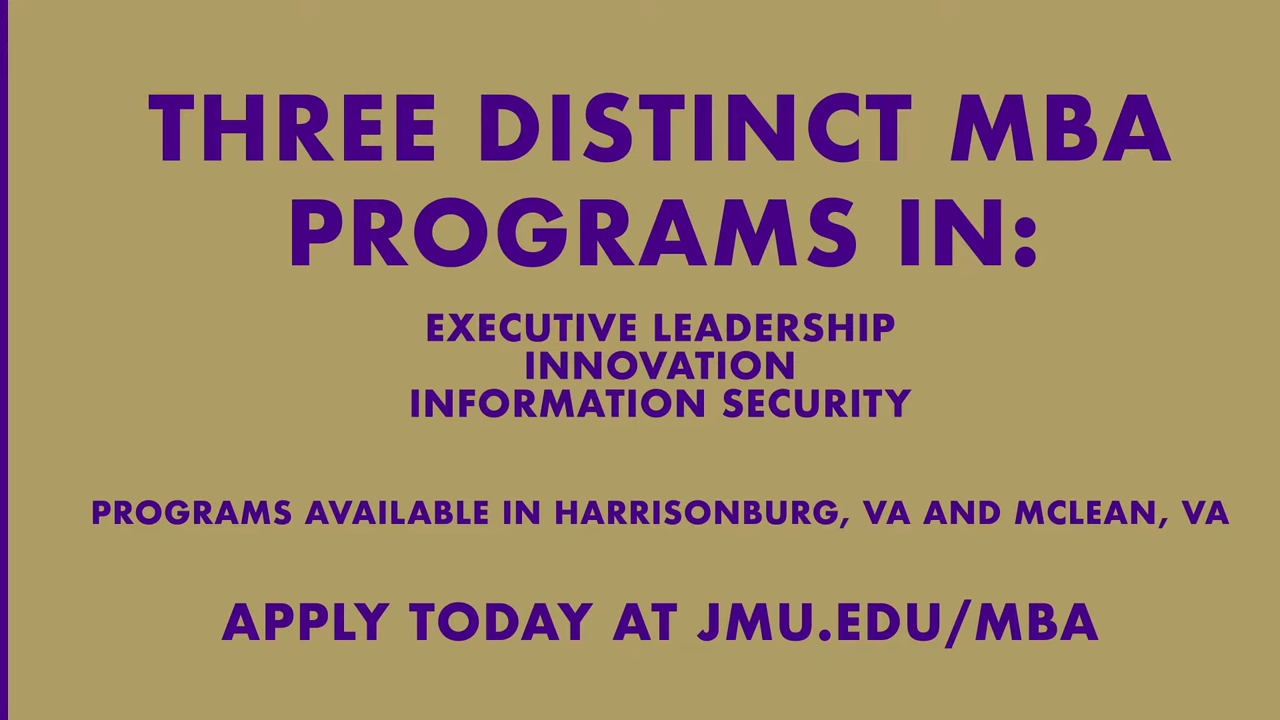 THREE DISTINCT MBA
PROGRAMS IN:
EXECUTIVE LEADERSHIP
INNOVATION
INFORMATION SECURITY
PROGRAMS AVAILABLE IN HARRISONBURG, VA AND MCLEAN, VA
APPLY TODAY AT JMU.EDU/MBA